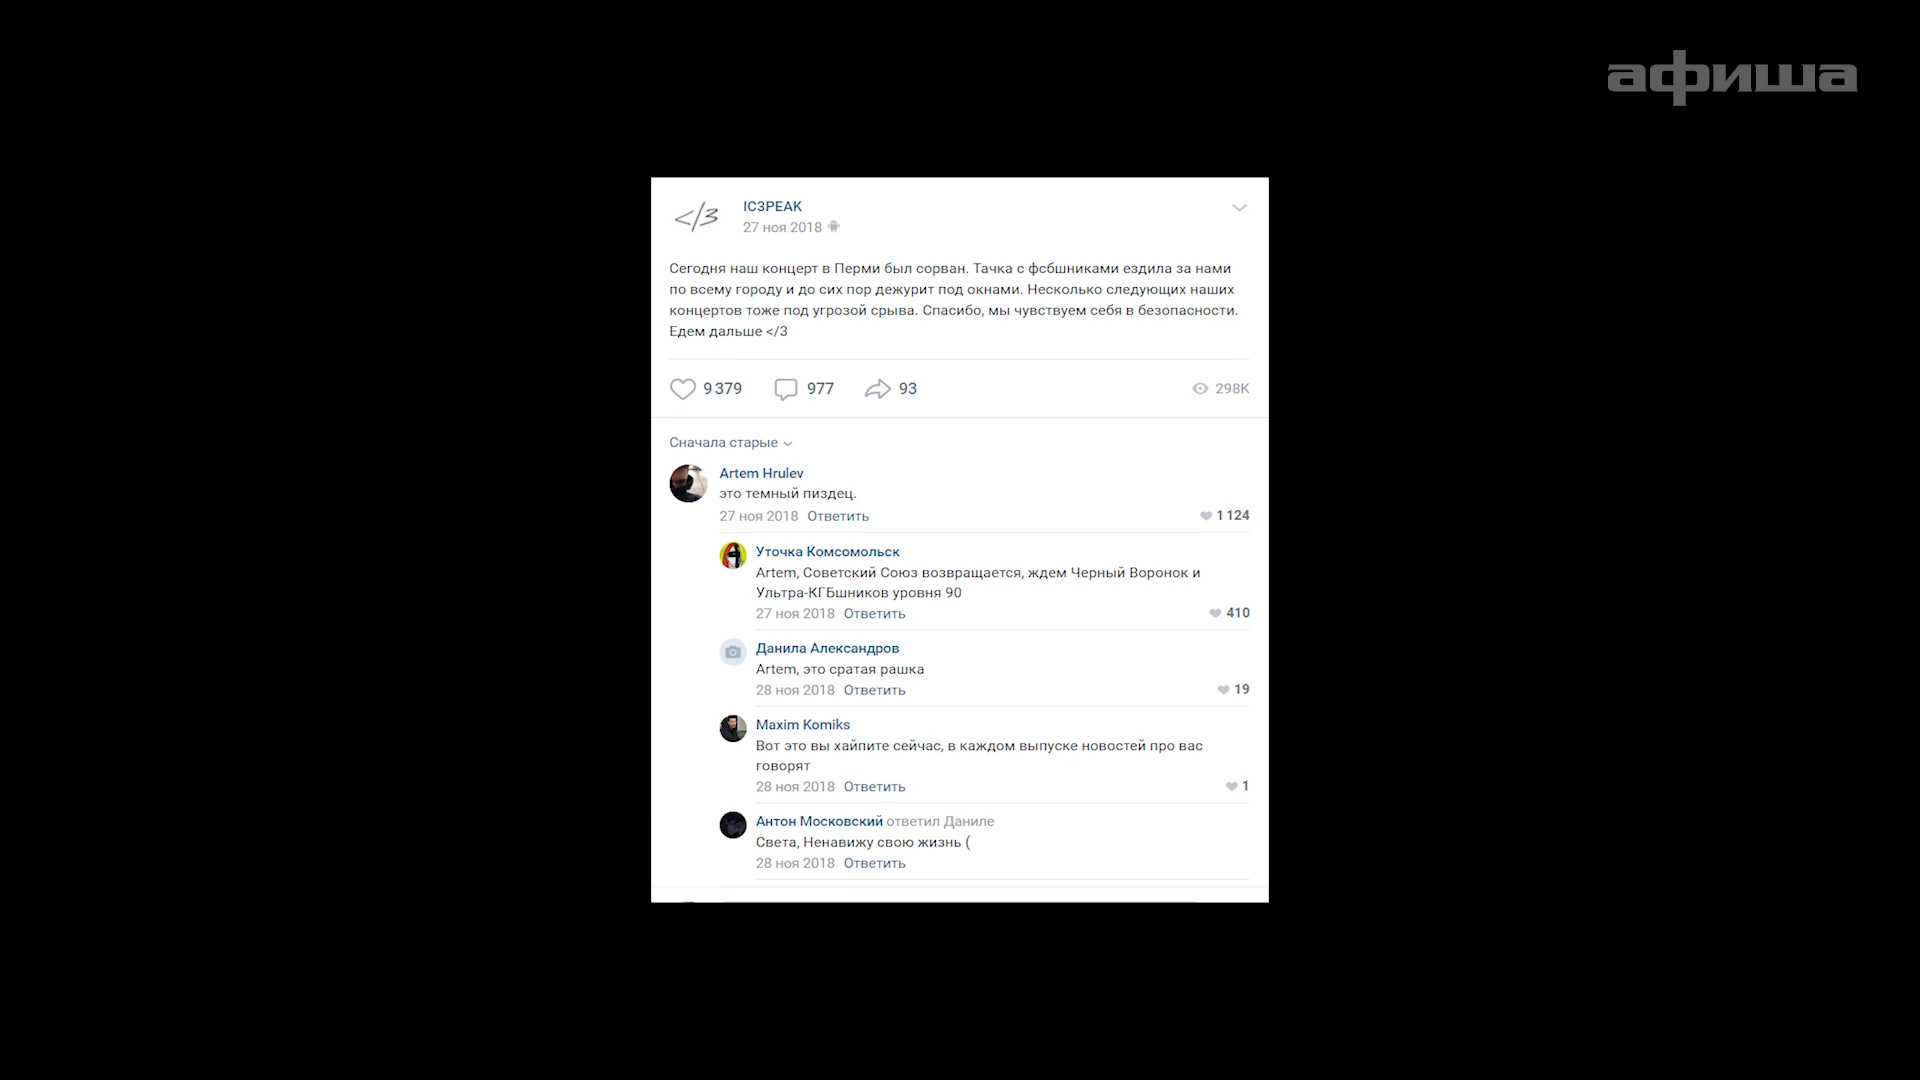 афиша
</3
IC3PEAK
27 ноя 2018
Сегодня наш концерт в Перми был сорван. Тачка с фсбшниками ездила за нами
по всему городу и до сих пор дежурит под окнами. Несколько следующих наших
концертов тоже под угрозой срыва. Спасибо, мы чувствуем себя в безопасности.
Едем дальше </3
9 379 977 93 298K
Сначала старые
Artem Hrulev
это темный пиздец.
27 ноя 2018 Ответить 1 124
Уточка Комсомольск
Artem, Советский Союз возвращается, ждем Черный Воронок и
Ультра-КГБшников уровня 90
27 ноя 2018 Ответить 410
Данила Александров
Artem, это сратая рашка
28 ноя 2018 Ответить 19
Maxim Komiks
Вот это вы хайпите сейчас, в каждом выпуске новостей про вас
говорят
28 ноя 2018 Ответить 1
Антон Московский ответил Даниле
Света, Ненавижу свою жизнь (
28 ноя 2018 Ответить